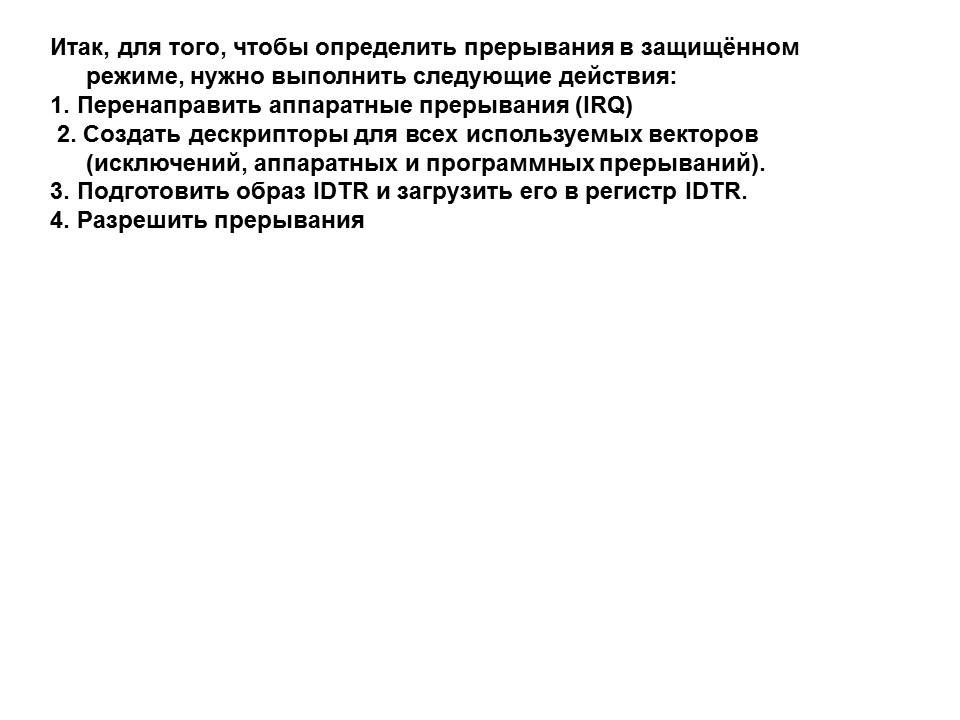 Итак, для того, чтобы определить прерывания в защищённом
режиме, нужно выполнить следующие действия:
1. Перенаправить аппаратные прерывания (IRQ)
2. Создать дескрипторы для всех используемых векторов
(исключений, аппаратных и программных прерываний).
3. Подготовить образ IDTR и загрузить его в регистр IDTR.
4. Разрешить прерывания